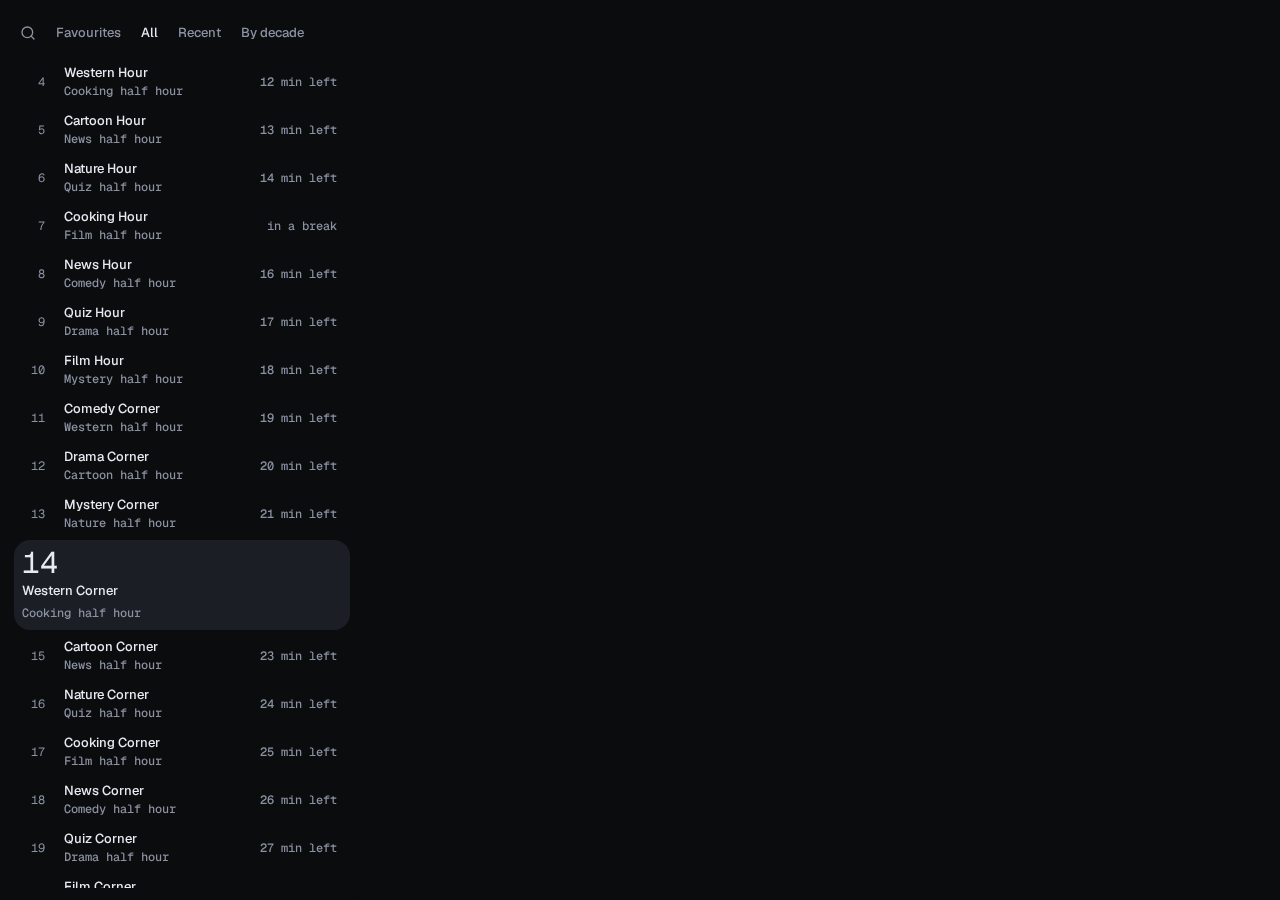 Favourites All Recent By decade
4 Western Hour 12 min left
Cooking half hour
5 Cartoon Hour 13 min left
News half hour
6 Nature Hour 14 min left
Quiz half hour
7 Cooking Hour in a break
Film half hour
8 News Hour 16 min left
Comedy half hour
9 Quiz Hour 17 min left
Drama half hour
10 Film Hour 18 min left
Mystery half hour
11 Comedy Corner 19 min left
Western half hour
12 Drama Corner 20 min left
Cartoon half hour
13 Mystery Corner 21 min left
Nature half hour
14
Western Corner
Cooking half hour
15 Cartoon Corner 23 min left
News half hour
16 Nature Corner 24 min left
Quiz half hour
17 Cooking Corner 25 min left
Film half hour
18 News Corner 26 min left
Comedy half hour
19 Quiz Corner 27 min left
Drama half hour
Film Corner